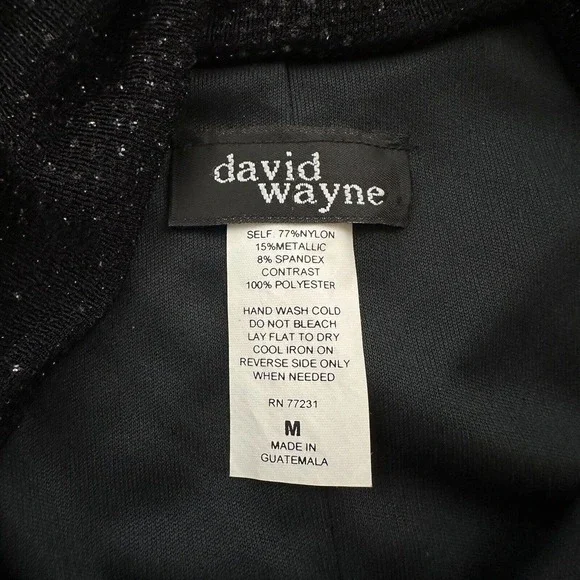 david
wayne
SELF: 77%NYLON
15%METALLIC
8% SPANDEX
CONTRAST
100% POLYESTER
HAND WASH COLD
DO NOT BLEACH
LAY FLAT TO DRY
COOL IRON ON
REVERSE SIDE ONLY
WHEN NEEDED
RN 77231
M
MADE IN
GUATEMALA